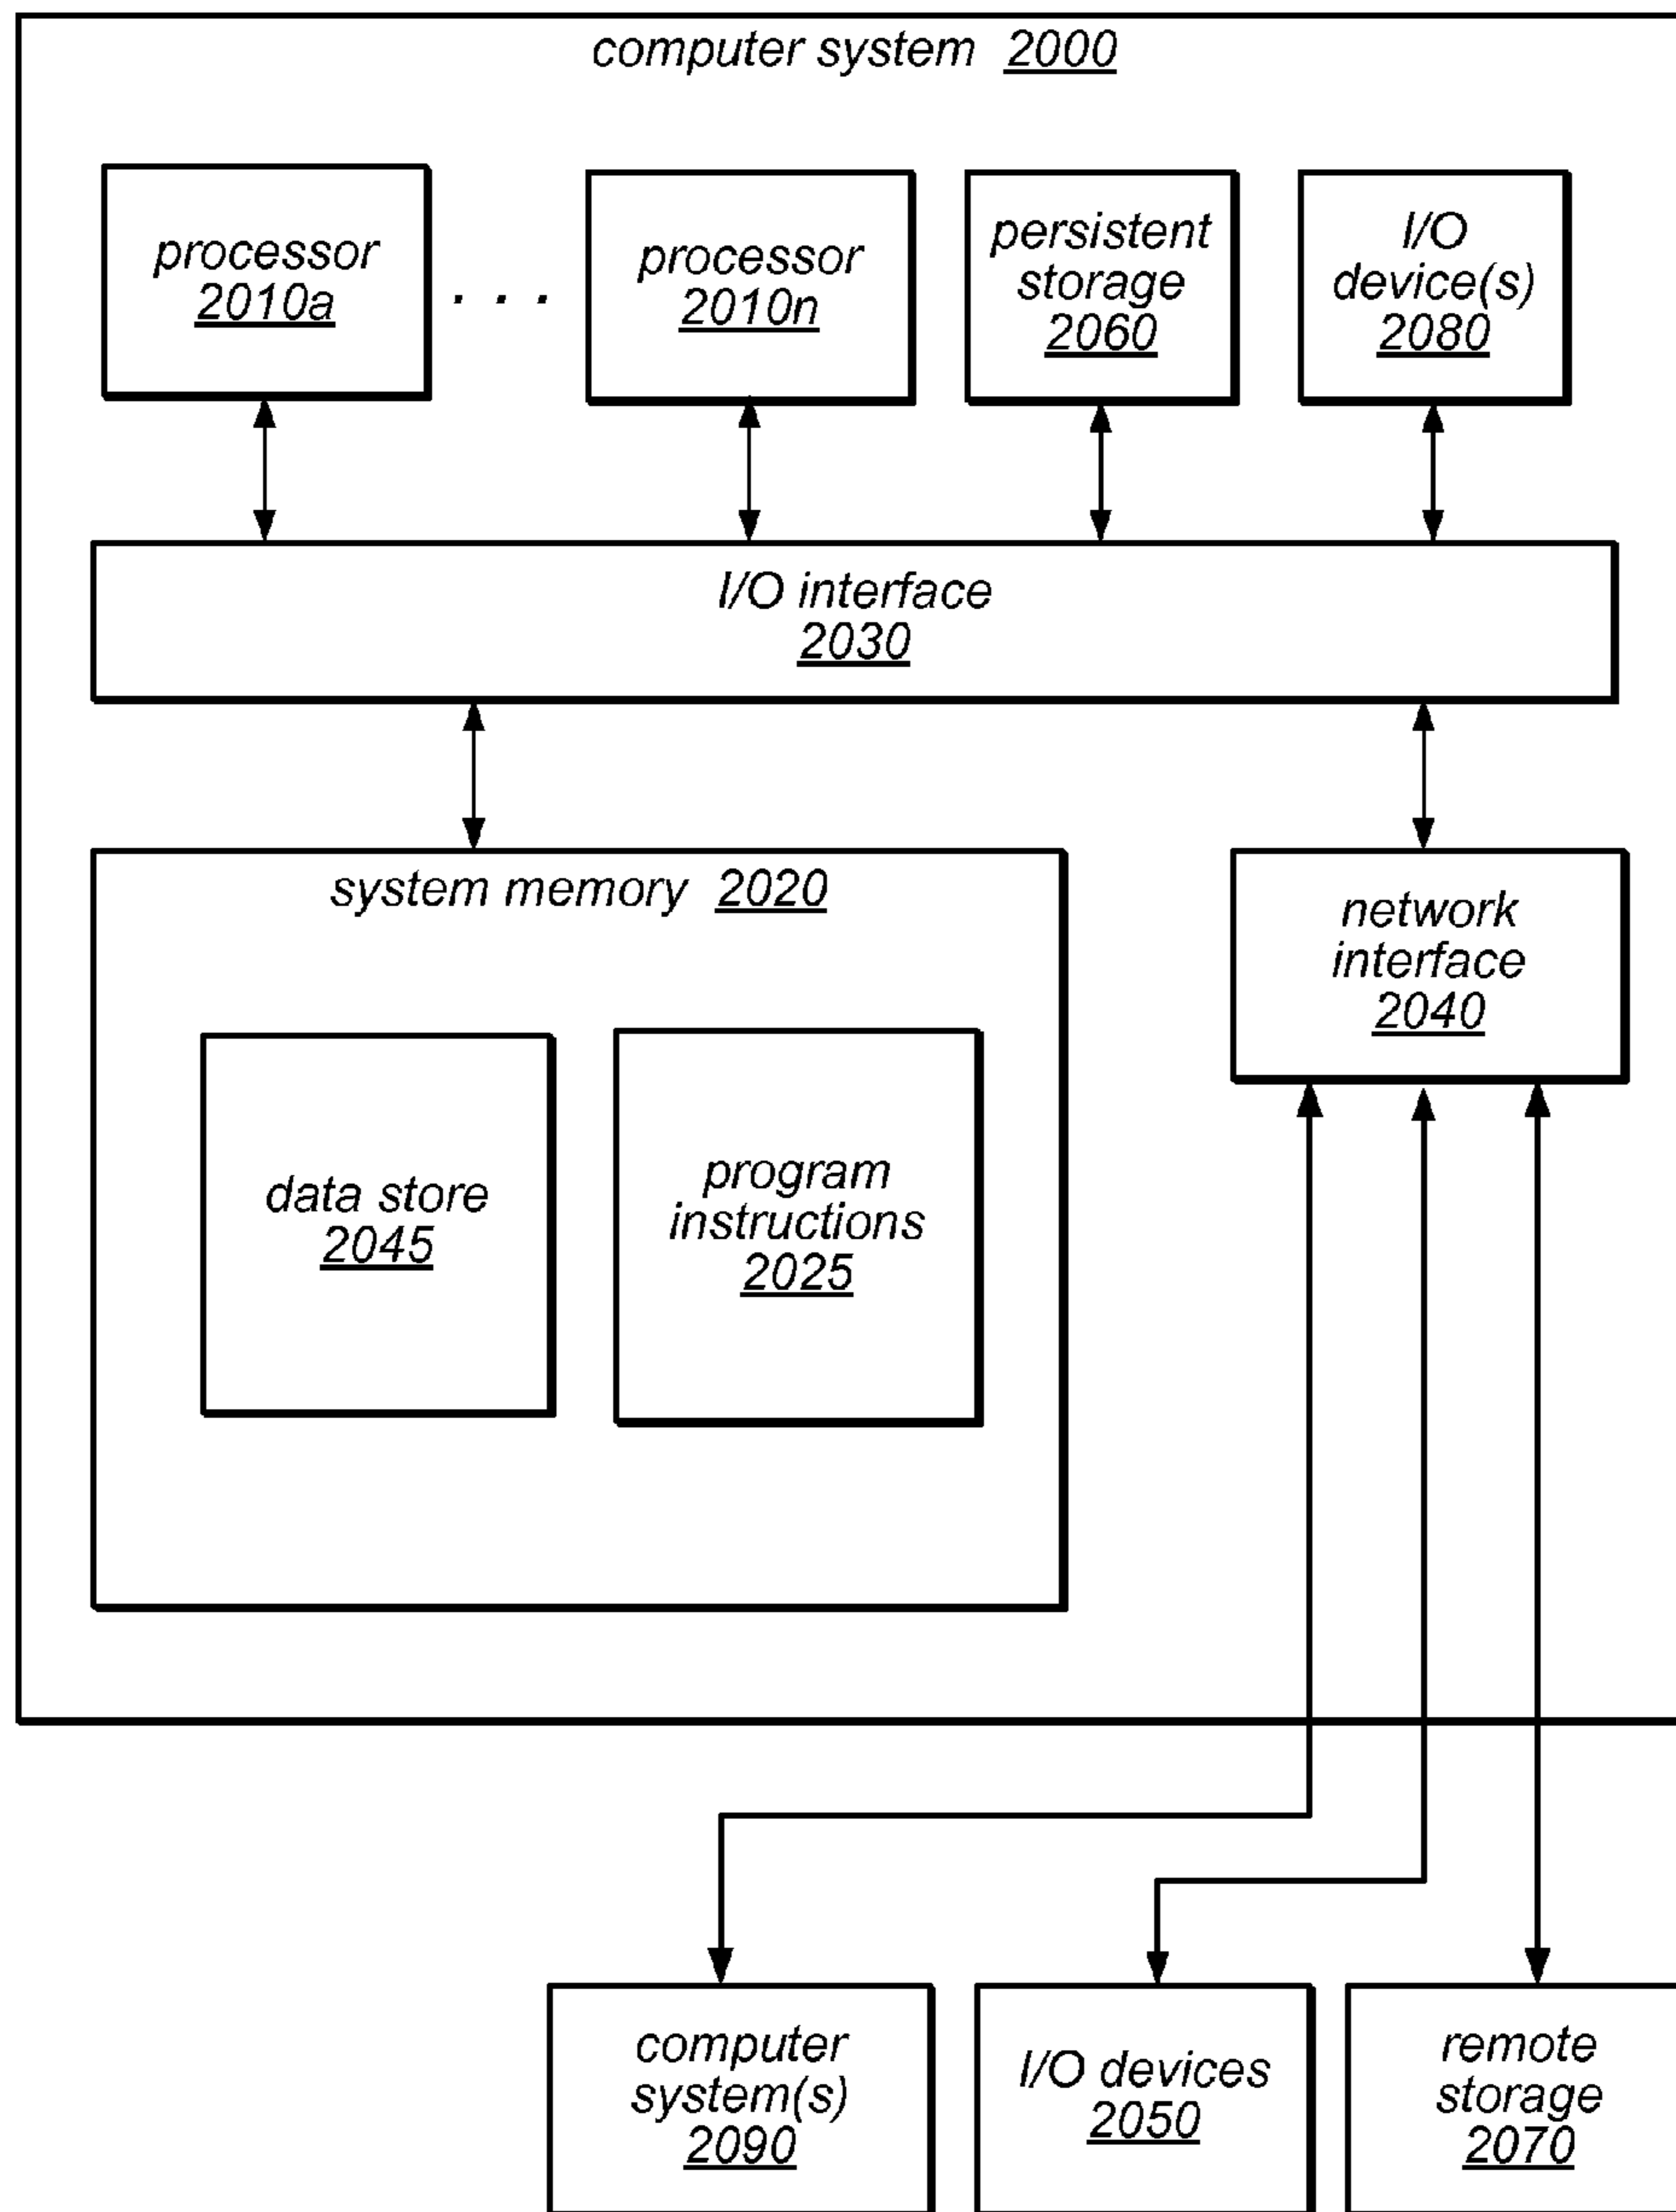 computer system 2000
processor
2010a
. . .
processor
2010n
persistent
storage
2060
I/O
device(s)
2080
I/O interface
2030
system memory 2020
network
interface
2040
data store
2045
program
instructions
2025
computer
system(s)
2090
I/O devices
2050
remote
storage
2070